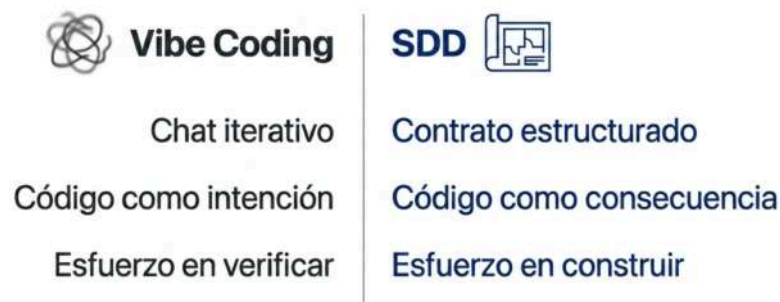 Vibe Coding
SDD
Chat iterativo
Contrato estructurado
Código como intención
Código como consecuencia
Esfuerzo en verificar
Esfuerzo en construir